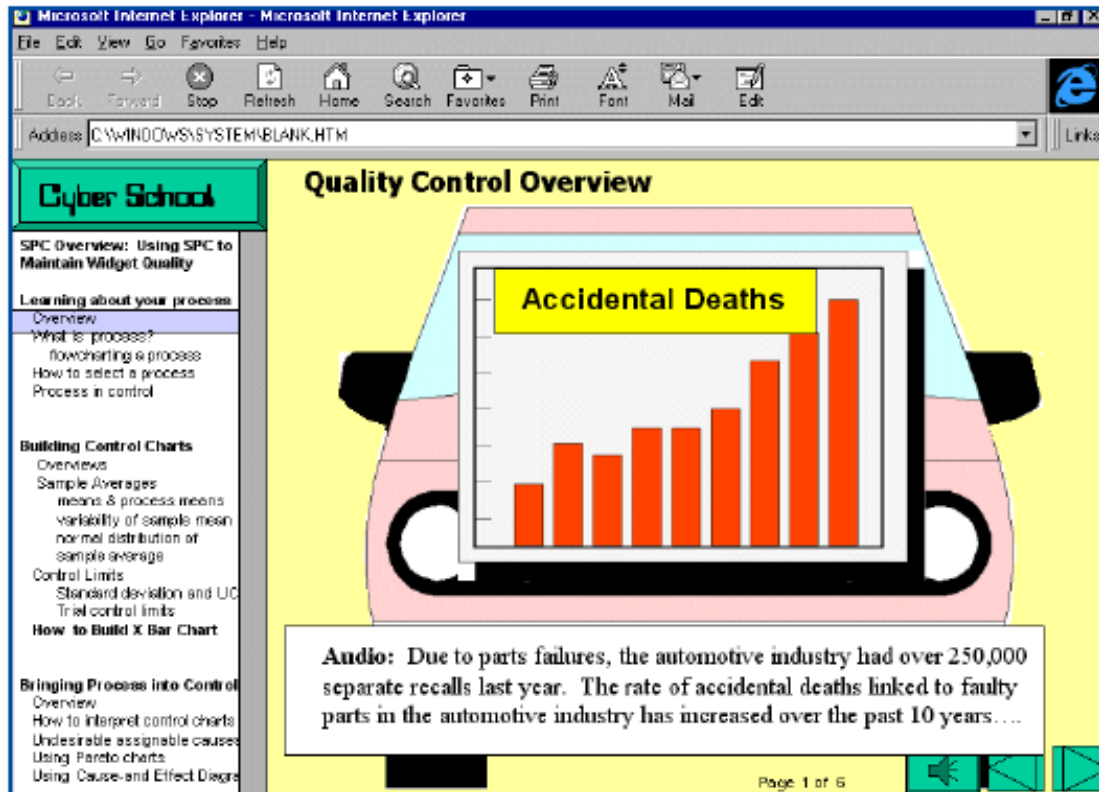 Microsoft Internet Explorer - Microsoft Internet Explorer
File Edit View Go Favorites Help
Back Forward Stop Refresh Home Search Favorites Print Font Mail Edit
Address C:\WINDOWS\SYSTEM\BLANK.HTM Links
Cyber School
SPC Overview: Using SPC to
Maintain Widget Quality
Learning about your process
Overview
What is process?
flowcharting a process
How to select a process
Process in control
Building Control Charts
Overviews
Sample Averages
means & process means
variability of sample mean
normal distribution of
sample average
Control Limits
Standard deviation and UC
Trial control limits
How to Build X Bar Chart
Bringing Process into Control
Overview
How to interpret control charts
Undesirable assignable causes
Using Pareto charts
Using Cause-and Effect Diagra
Quality Control Overview
Accidental Deaths
Audio: Due to parts failures, the automotive industry had over 250,000
separate recalls last year. The rate of accidental deaths linked to faulty
parts in the automotive industry has increased over the past 10 years....
Page 1 of 6